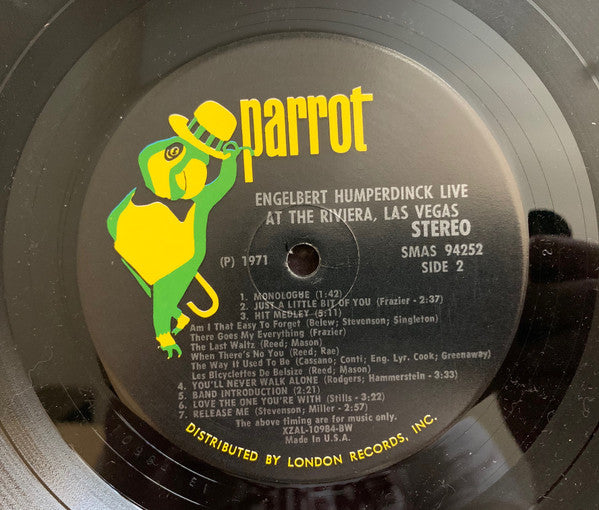 parrot
ENGELBERT HUMPERDINCK LIVE
AT THE RIVIERA, LAS VEGAS
STEREO
SMAS 94252
(P) 1971
SIDE 2
1. MONOLOGUE (1:42)
2. JUST A LITTLE BIT OF YOU (Frazier - 2:37)
3. HIT MEDLEY (5:11)
Am I That Easy To Forget (Belew; Stevenson; Singleton)
There Goes My Everything (Frazier)
The Last Waltz (Reed; Mason)
When There's No You (Reed; Rae)
The Way It Used To Be (Cassano; Conti; Eng. Lyr. Cook; Greenaway)
Les Bicyclettes De Belsize (Reed; Mason)
4. YOU'LL NEVER WALK ALONE (Rodgers; Hammerstein - 3:33)
5. BAND INTRODUCTION (2:21)
6. LOVE THE ONE YOU'RE WITH (Stills - 3:22)
7. RELEASE ME (Stevenson; Miller - 2:57)
The above timing are for music only.
XZAL-10984-BW
Made In U.S.A.
DISTRIBUTED BY LONDON RECORDS, INC.